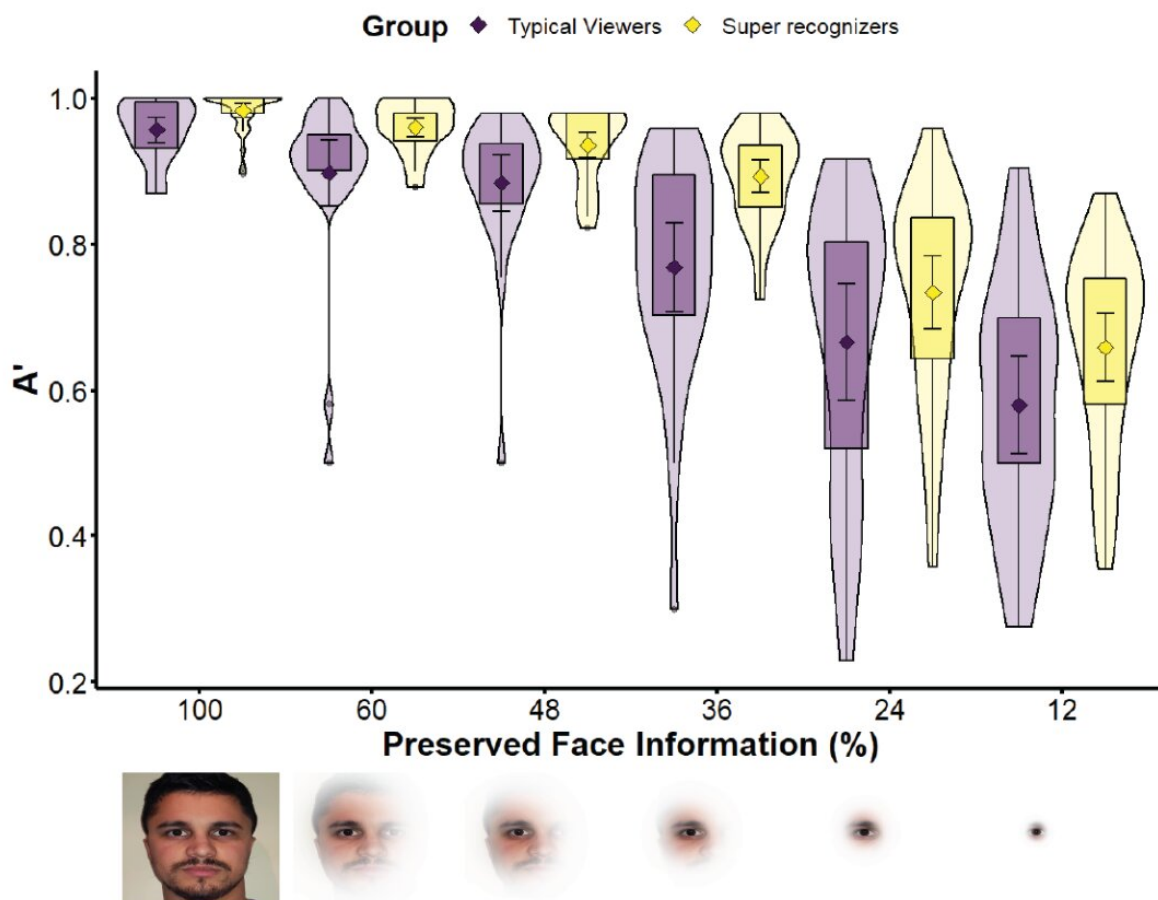 Group Typical Viewers Super recognizers
A'
1.0
0.8
0.6
0.4
0.2
100 60 48 36 24 12
Preserved Face Information (%)